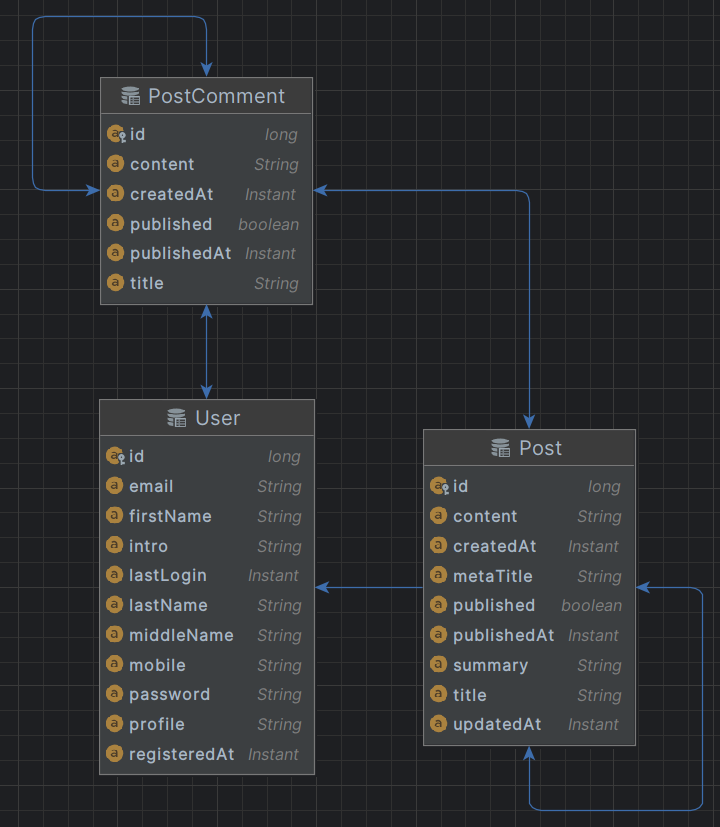 PostComment
id long
content String
createdAt Instant
published boolean
publishedAt Instant
title String
User
id long
email String
firstName String
intro String
lastLogin Instant
lastName String
middleName String
mobile String
password String
profile String
registeredAt Instant
Post
id long
content String
createdAt Instant
metaTitle String
published boolean
publishedAt Instant
summary String
title String
updatedAt Instant